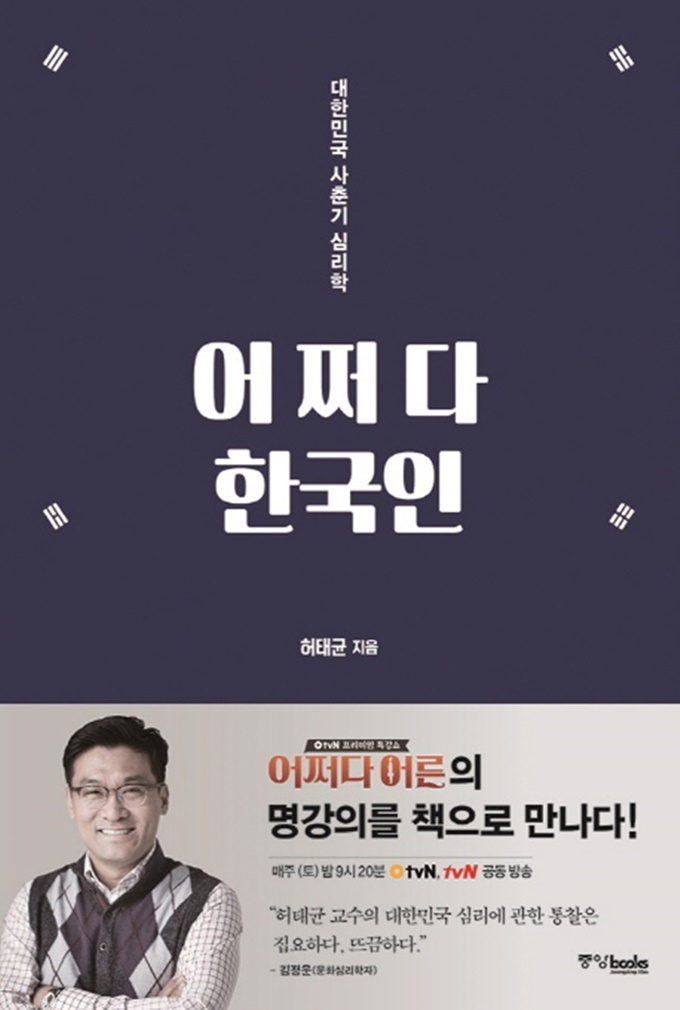 대한민국 사춘기 심리학
어쩌다
한국인
허태균 지음
OtvN 프리미엄 특강쇼
어쩌다 어른의
명강의를 책으로 만나다!
매주 (토) 밤 9시 20분 OtvN, tvN 공동 방송
“허태균 교수의 대한민국 심리에 관한 통찰은
집요하다, 뜨끔하다.”
- 김정운(문화심리학자)
중앙books